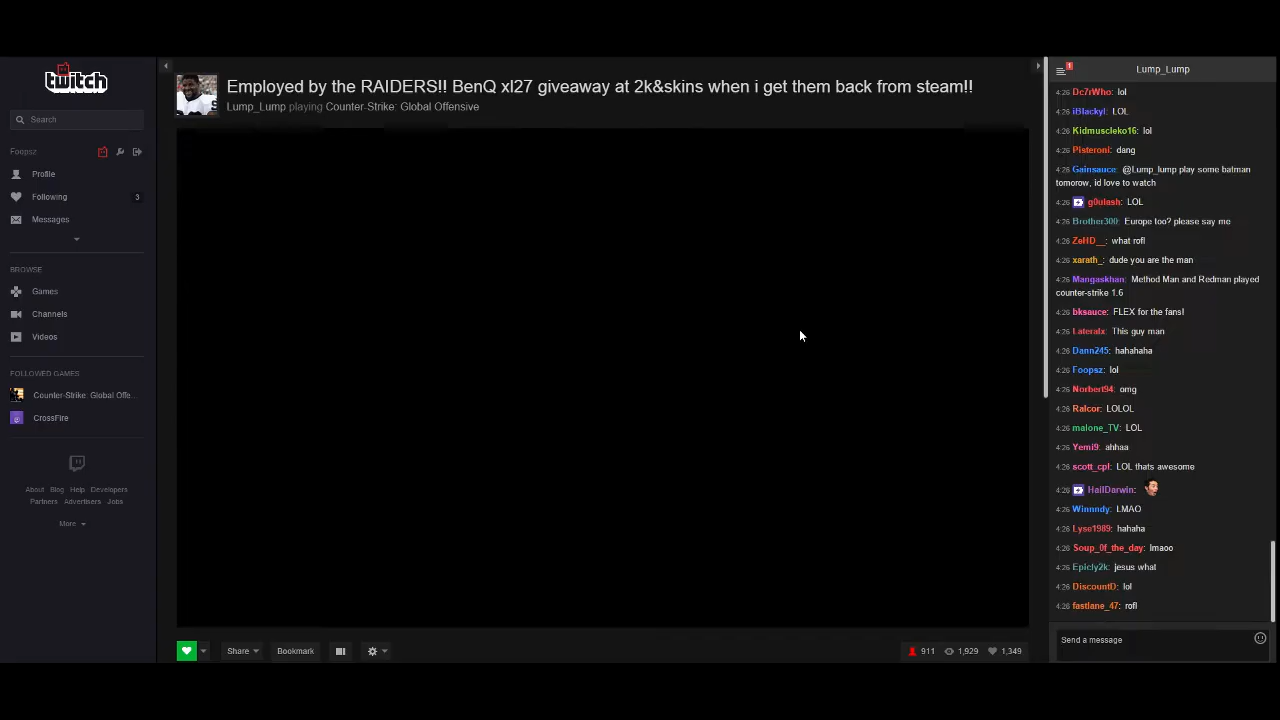 twitch
Search
Foopsz
Profile
Following 3
Messages
BROWSE
Games
Channels
Videos
FOLLOWED GAMES
Counter-Strike: Global Offe...
CrossFire
About Blog Help Developers
Partners Advertisers Jobs
More
Employed by the RAIDERS!! BenQ xl27 giveaway at 2k&skins when i get them back from steam!!
Lump_Lump playing Counter-Strike: Global Offensive
Share
Bookmark
911 1,929 1,349
1
Lump_Lump
4:26 Dc7rWho: lol
4:26 iBlackyl: LOL
4:26 Kidmuscleko16: lol
4:26 Pisteroni: dang
4:26 Gainsauce: @Lump_lump play some batman
tomorow, id love to watch
4:26 g0ulash: LOL
4:26 Brother300: Europe too? please say me
4:26 ZeHD__: what rofl
4:26 xarath_: dude you are the man
4:26 Mangaskhan: Method Man and Redman played
counter-strike 1.6
4:26 bksauce: FLEX for the fans!
4:26 Lateralx: This guy man
4:26 Dann245: hahahaha
4:26 Foopsz: lol
4:26 Norbert94: omg
4:26 Ralcor: LOLOL
4:26 malone_TV: LOL
4:26 Yemi9: ahhaa
4:26 scott_cpl: LOL thats awesome
4:26 HailDarwin:
4:26 Winnndy: LMAO
4:26 Lyse1989: hahaha
4:26 Soup_0f_the_day: lmaoo
4:26 Epicly2k: jesus what
4:26 DiscountD: lol
4:26 fastlane_47: rofl
Send a message